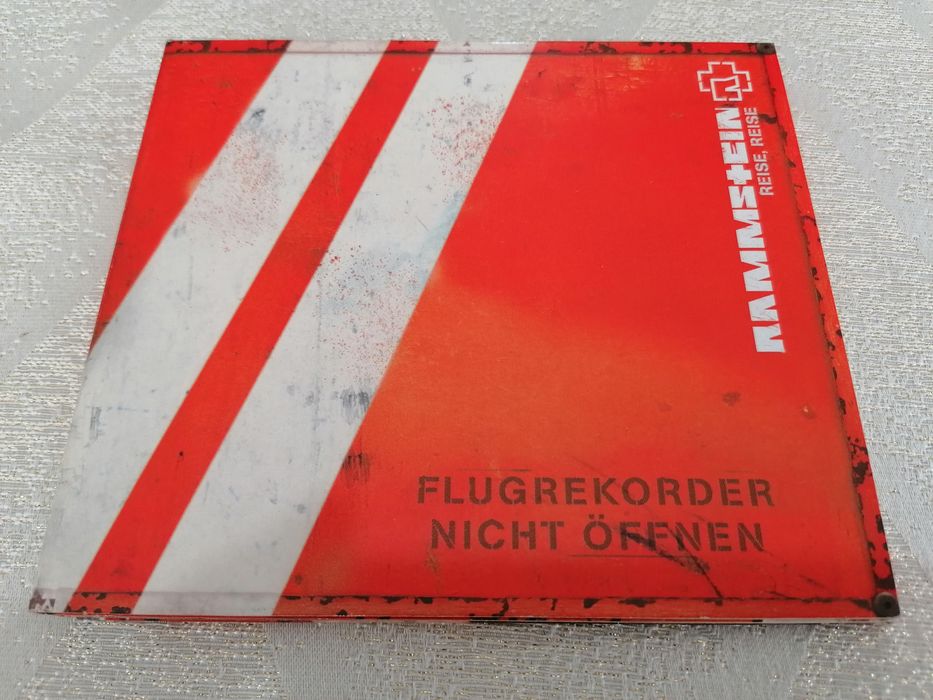 RAMMSTEIN
REISE, REISE
FLUGREKORDER
NICHT ÖFFNEN